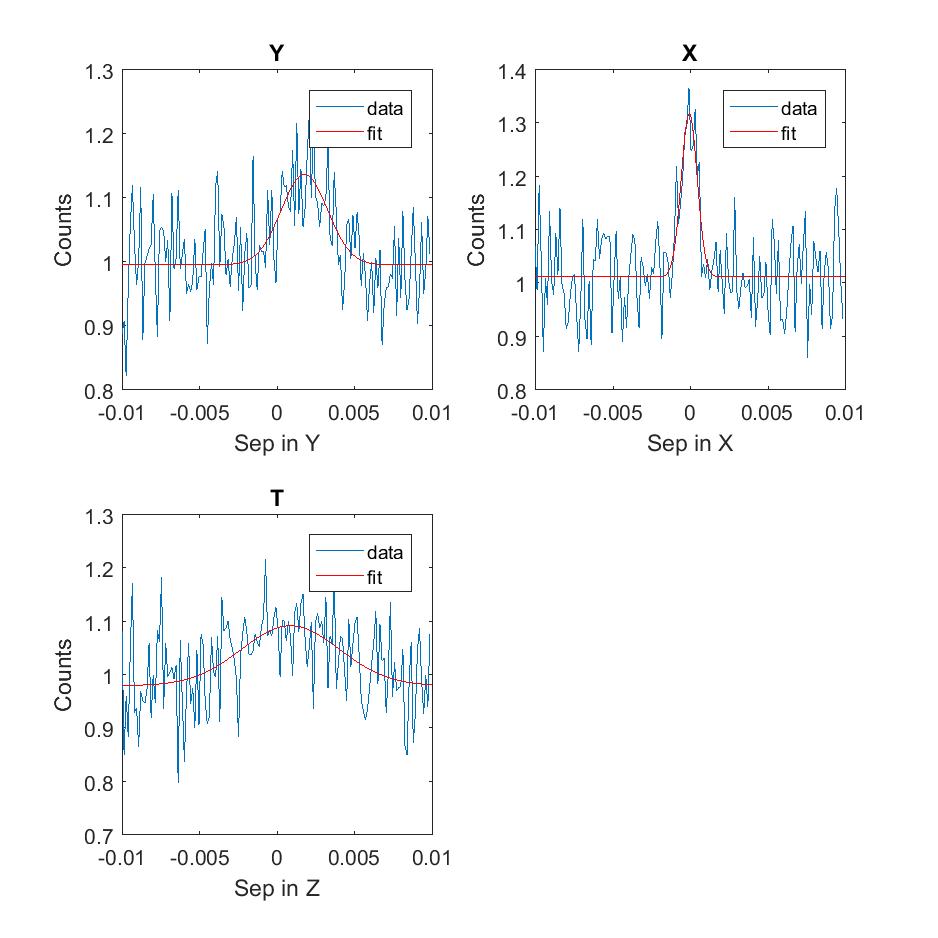 Y
1.3
1.2
1.1
1
0.9
0.8
Counts
data
fit
-0.01 -0.005 0 0.005 0.01
Sep in Y
X
1.4
1.3
1.2
1.1
1
0.9
0.8
Counts
data
fit
-0.01 -0.005 0 0.005 0.01
Sep in X
T
1.3
1.2
1.1
1
0.9
0.8
0.7
Counts
data
fit
-0.01 -0.005 0 0.005 0.01
Sep in Z